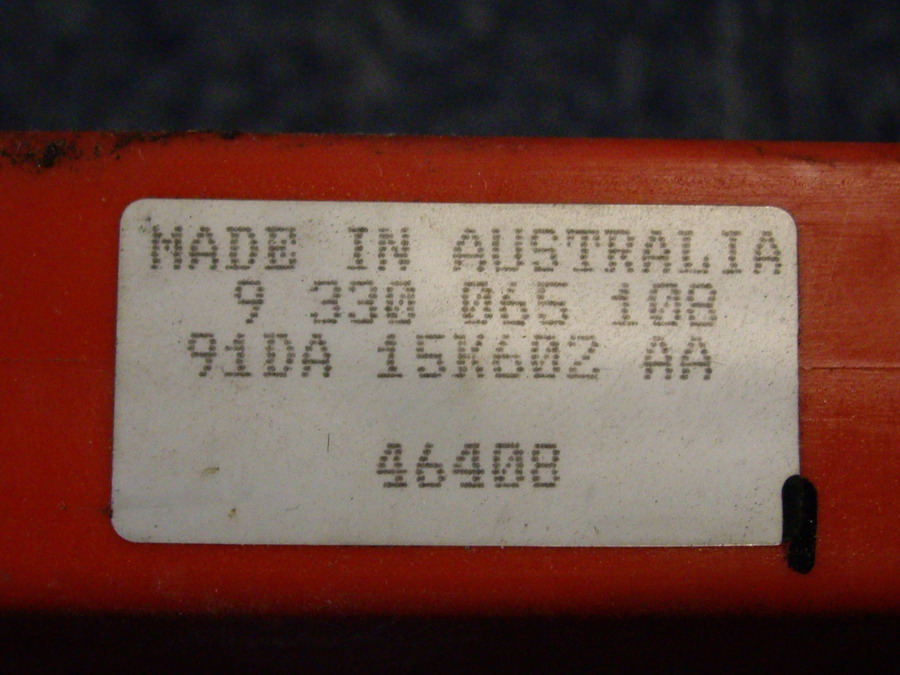 MADE IN AUSTRALIA
9 330 065 108
91DA 15K602 AA
46408